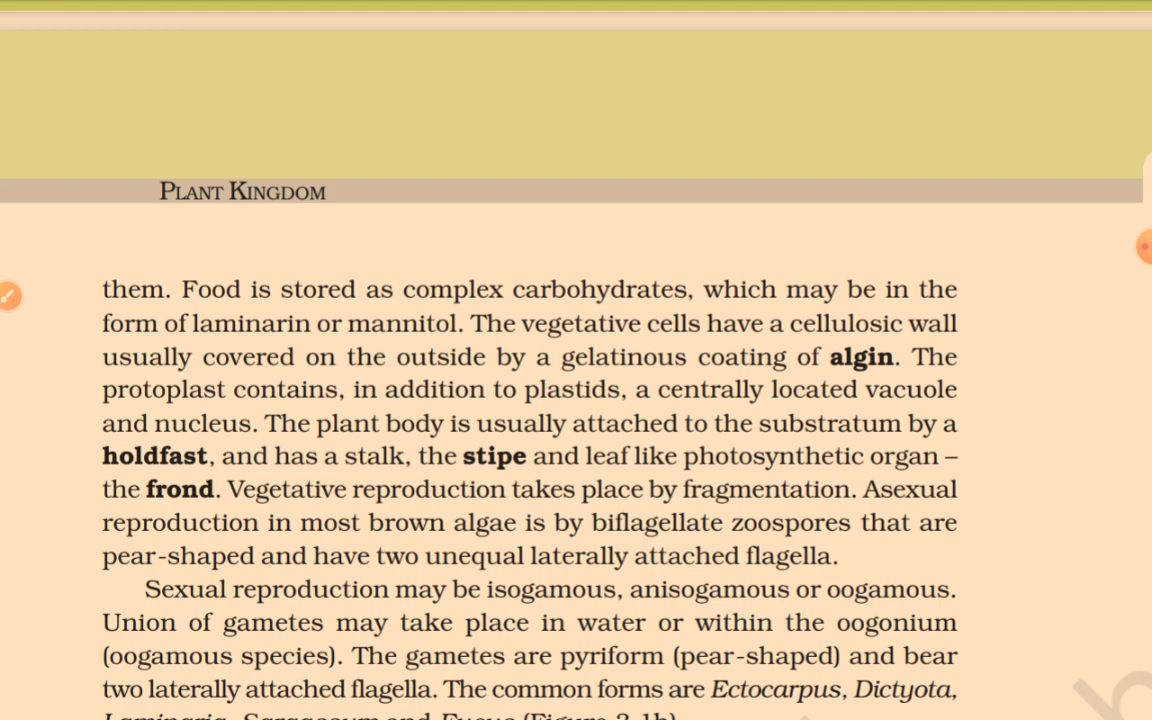 PLANT KINGDOM
them. Food is stored as complex carbohydrates, which may be in the
form of laminarin or mannitol. The vegetative cells have a cellulosic wall
usually covered on the outside by a gelatinous coating of algin. The
protoplast contains, in addition to plastids, a centrally located vacuole
and nucleus. The plant body is usually attached to the substratum by a
holdfast, and has a stalk, the stipe and leaf like photosynthetic organ –
the frond. Vegetative reproduction takes place by fragmentation. Asexual
reproduction in most brown algae is by biflagellate zoospores that are
pear-shaped and have two unequal laterally attached flagella.
Sexual reproduction may be isogamous, anisogamous or oogamous.
Union of gametes may take place in water or within the oogonium
(oogamous species). The gametes are pyriform (pear-shaped) and bear
two laterally attached flagella. The common forms are Ectocarpus, Dictyota,
Laminaria, Sargassum and Fucus (Figure 3.1b).